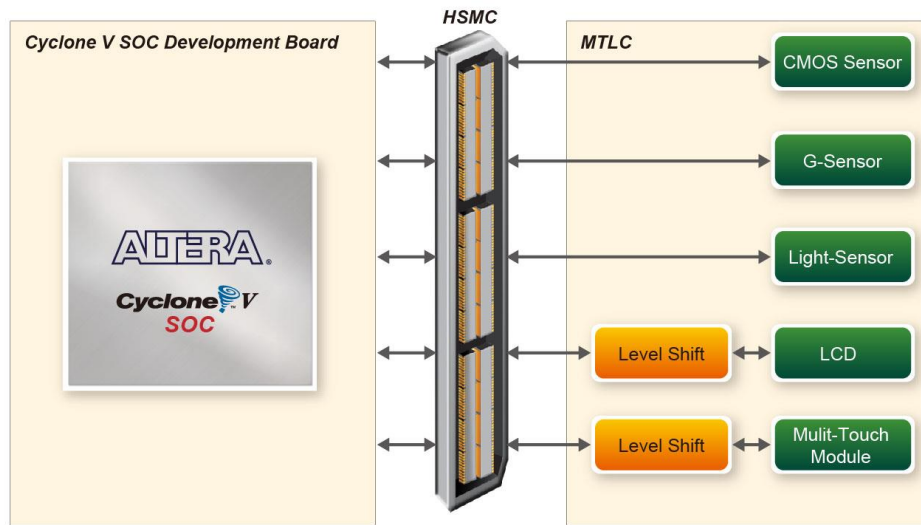 HSMC
Cyclone V SOC Development Board
MTLC
CMOS Sensor
G-Sensor
ALTERA®
Light-Sensor
Cyclone™ V
SOC
Level Shift
LCD
Level Shift
Mulit-Touch
Module